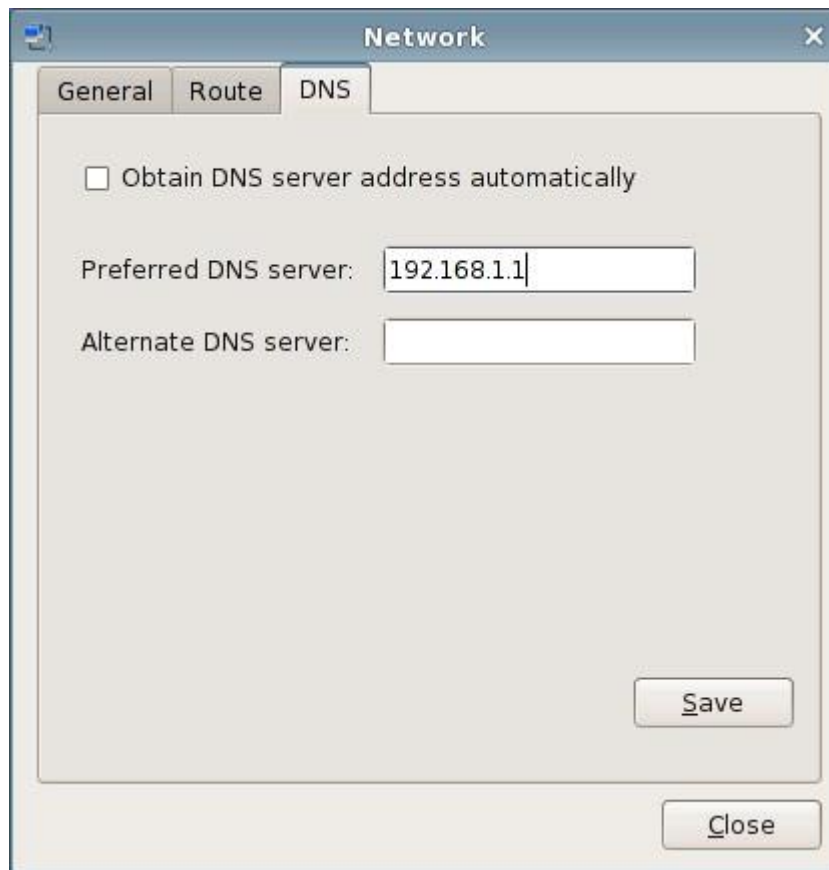 Network
General Route DNS
Obtain DNS server address automatically
Preferred DNS server: 192.168.1.1
Alternate DNS server:
Save
Close